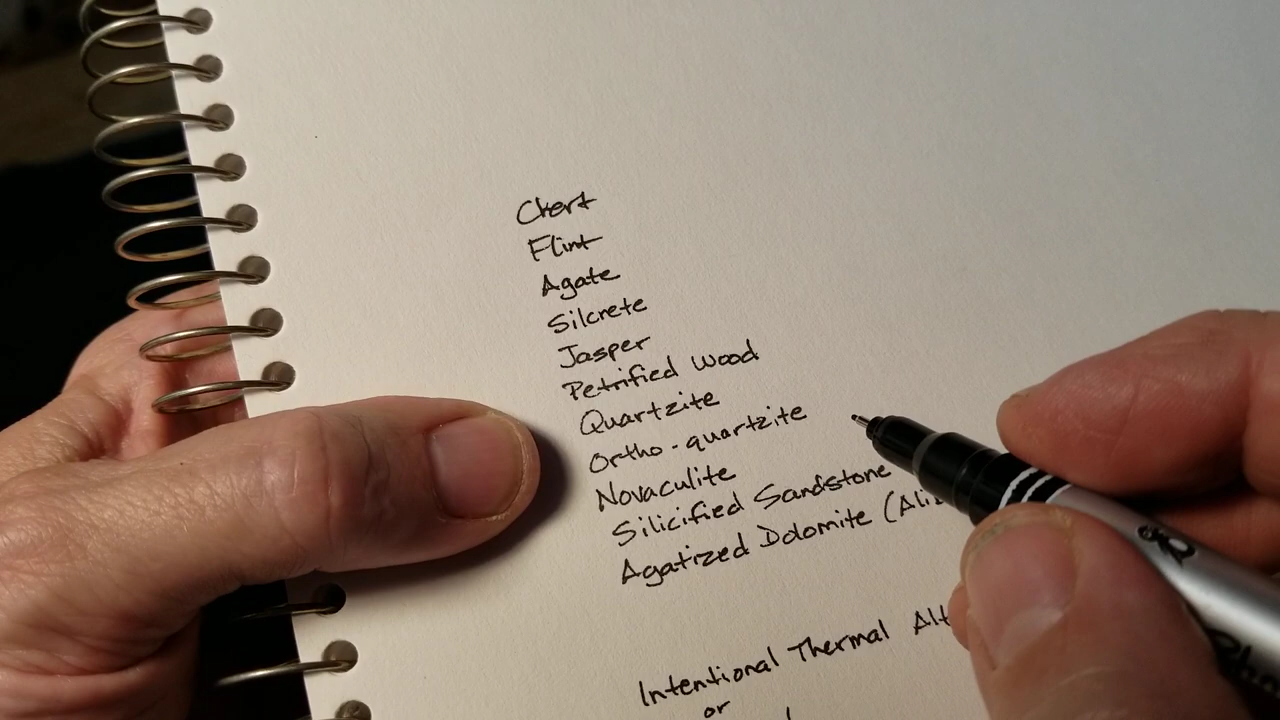 Chert
Flint
Agate
Silcrete
Jasper
Petrified Wood
Quartzite
Ortho-quartzite
Novaculite
Silicified Sandstone
Agatized Dolomite
Intentional Thermal
or